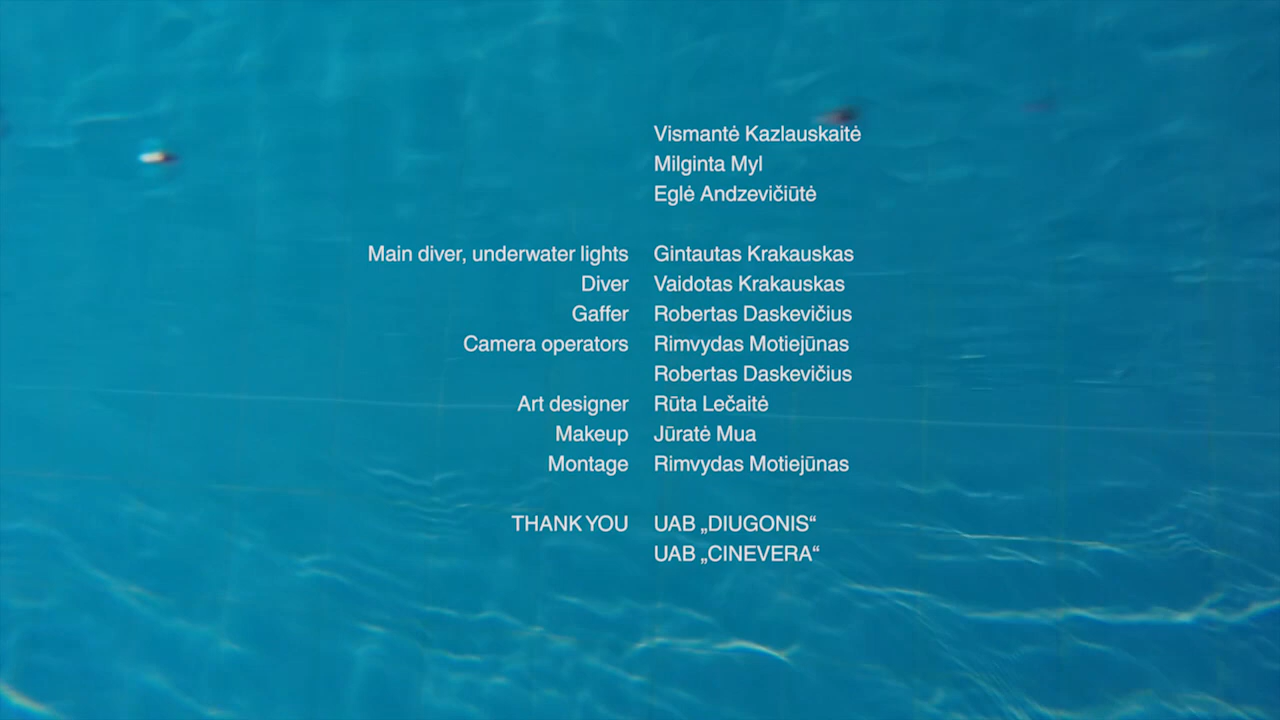 Vismantė Kazlauskaitė
Milginta Myl
Eglė Andzevičiūtė
Main diver, underwater lights Gintautas Krakauskas
Diver Vaidotas Krakauskas
Gaffer Robertas Daskevičius
Camera operators Rimvydas Motiejūnas
Robertas Daskevičius
Art designer Rūta Lečaitė
Makeup Jūratė Mua
Montage Rimvydas Motiejūnas
THANK YOU UAB „DIUGONIS“
UAB „CINEVERA“